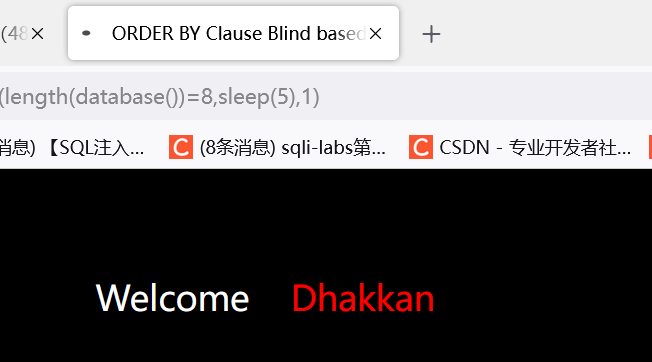 (48
ORDER BY Clause Blind based
(length(database())=8,sleep(5),1)
消息) 【SQL注入... (8条消息) sqli-labs第... CSDN - 专业开发者社...
Welcome Dhakkan